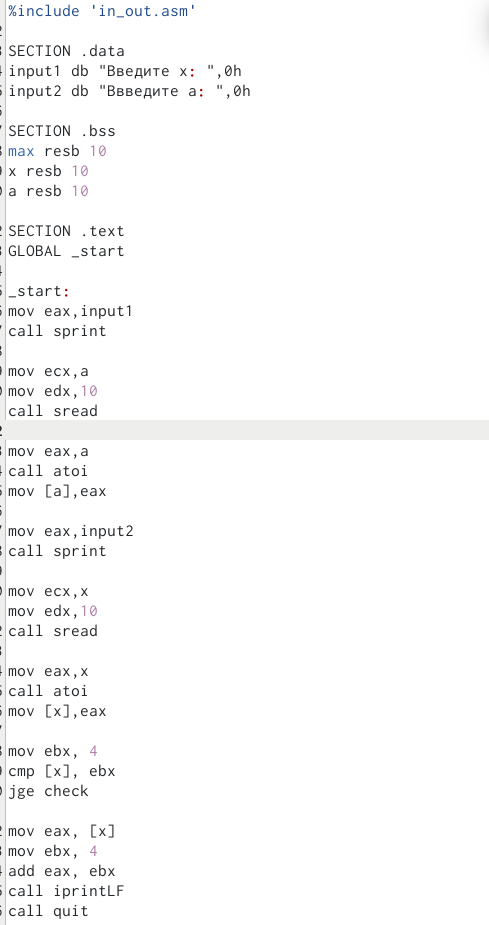 %include 'in_out.asm'
SECTION .data
input1 db "Введите x: ",0h
input2 db "Ввведите a: ",0h
SECTION .bss
max resb 10
x resb 10
a resb 10
SECTION .text
GLOBAL _start
_start:
mov eax,input1
call sprint
mov ecx,a
mov edx,10
call sread
mov eax,a
call atoi
mov [a],eax
mov eax,input2
call sprint
mov ecx,x
mov edx,10
call sread
mov eax,x
call atoi
mov [x],eax
mov ebx, 4
cmp [x], ebx
jge check
mov eax, [x]
mov ebx, 4
add eax, ebx
call iprintLF
call quit